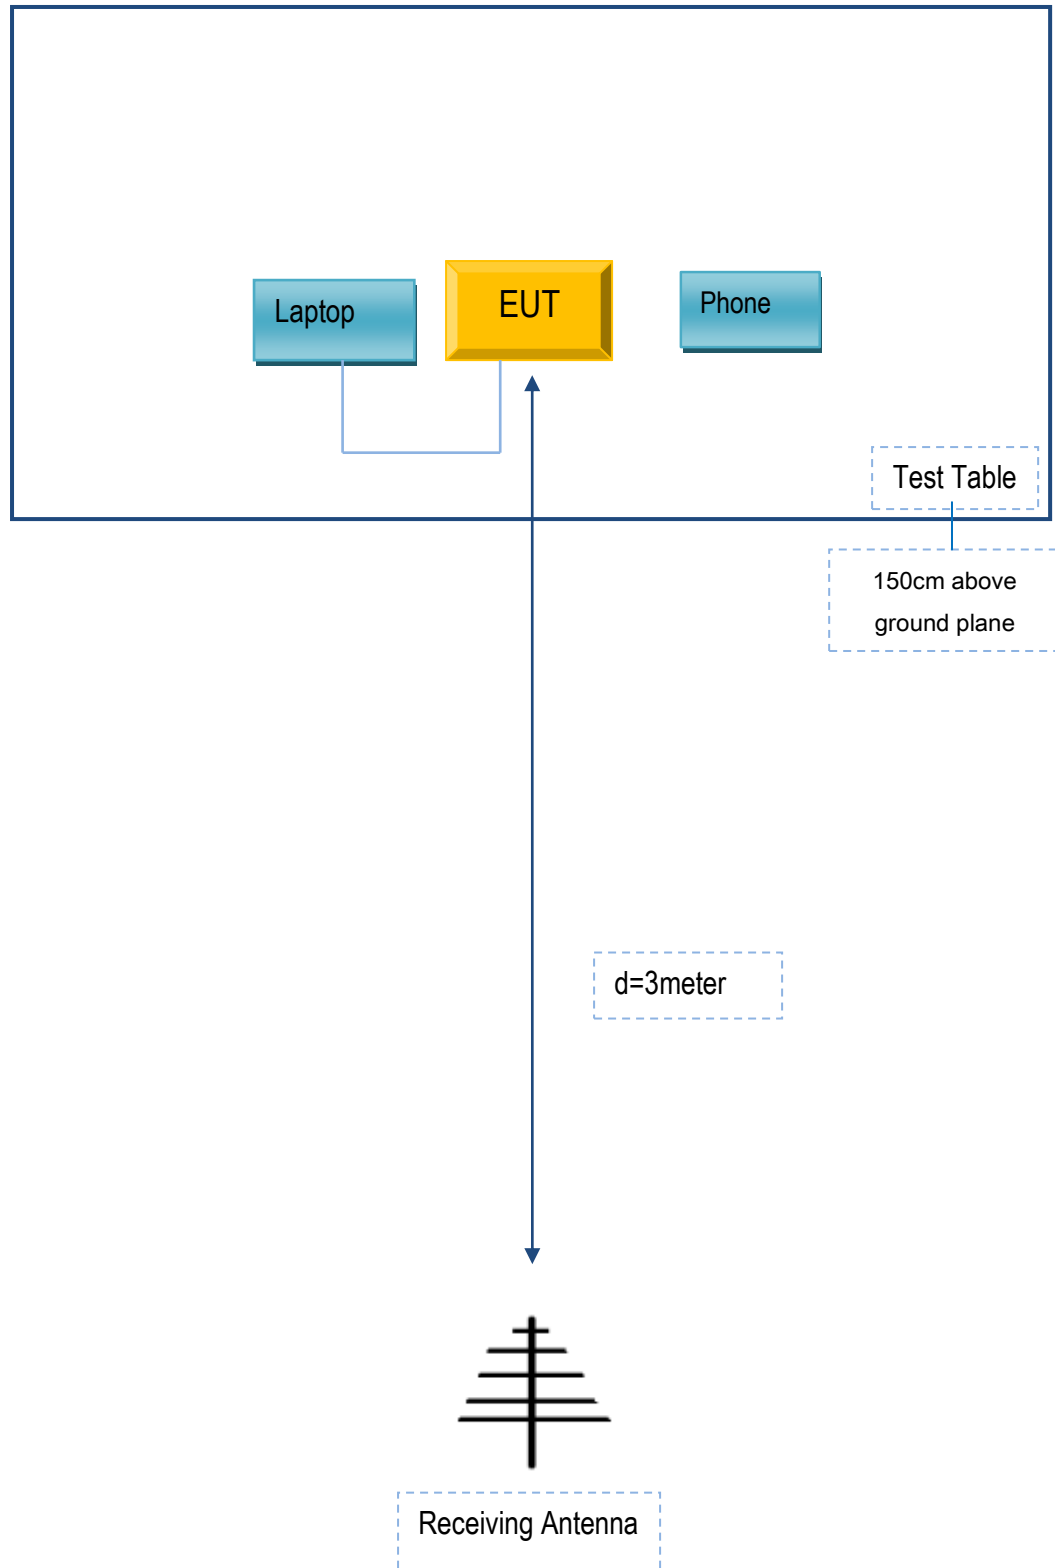 Laptop
EUT
Phone
Test Table
150cm above
ground plane
d=3meter
Receiving Antenna